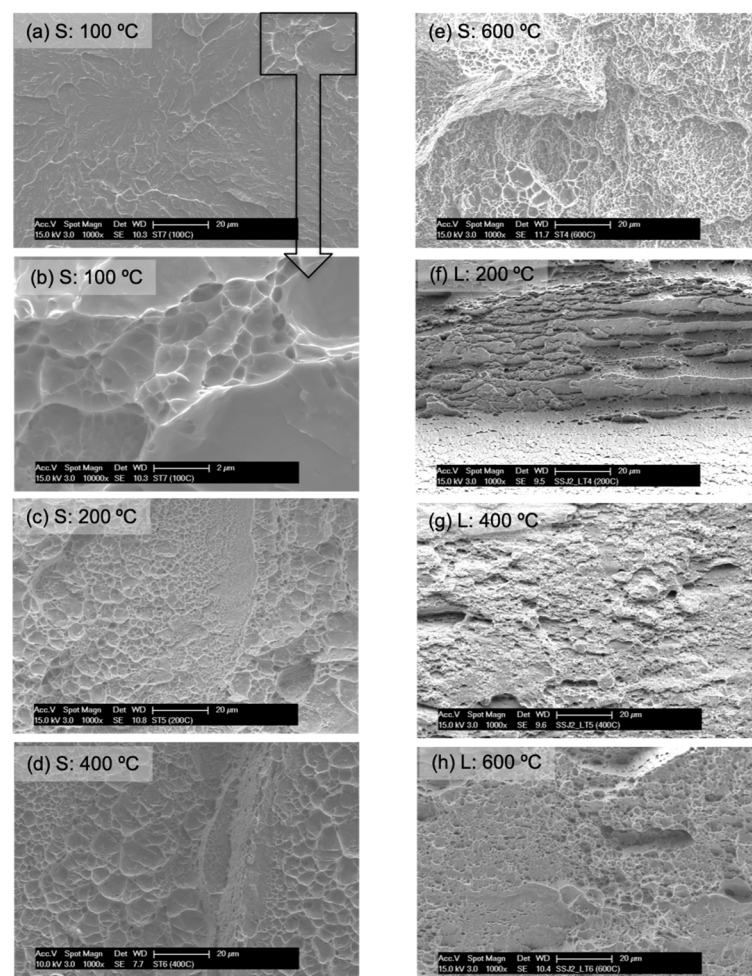 (a) S: 100 ºC
Acc.V Spot Magn Det WD 20 µm
15.0 kV 3.0 1000x SE 10.3 ST7 (100C)
(b) S: 100 ºC
Acc.V Spot Magn Det WD 2 µm
15.0 kV 3.0 10000x SE 10.3 ST7 (100C)
(c) S: 200 ºC
Acc.V Spot Magn Det WD 20 µm
15.0 kV 3.0 1000x SE 10.8 ST5 (200C)
(d) S: 400 ºC
Acc.V Spot Magn Det WD 20 µm
10.0 kV 3.0 1000x SE 7.7 ST6 (400C)
(e) S: 600 ºC
Acc.V Spot Magn Det WD 20 µm
15.0 kV 3.0 1000x SE 11.7 ST4 (600C)
(f) L: 200 ºC
Acc.V Spot Magn Det WD 20 µm
15.0 kV 3.0 1000x SE 9.5 SSJ2_LT4 (200C)
(g) L: 400 ºC
Acc.V Spot Magn Det WD 20 µm
15.0 kV 3.0 1000x SE 9.6 SSJ2_LT5 (400C)
(h) L: 600 ºC
Acc.V Spot Magn Det WD 20 µm
15.0 kV 3.0 1000x SE 10.4 SSJ2_LT6 (600C)